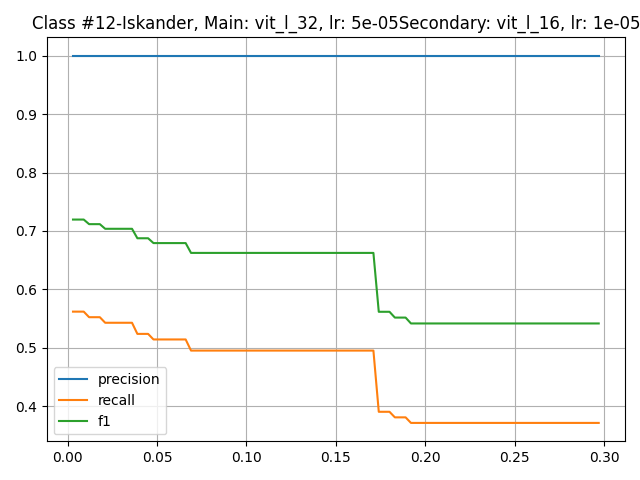 Class #12-Iskander, Main: vit_l_32, lr: 5e-05Secondary: vit_l_16, lr: 1e-05
1.0
0.9
0.8
0.7
0.6
0.5
0.4
precision
recall
f1
0.00 0.05 0.10 0.15 0.20 0.25 0.30